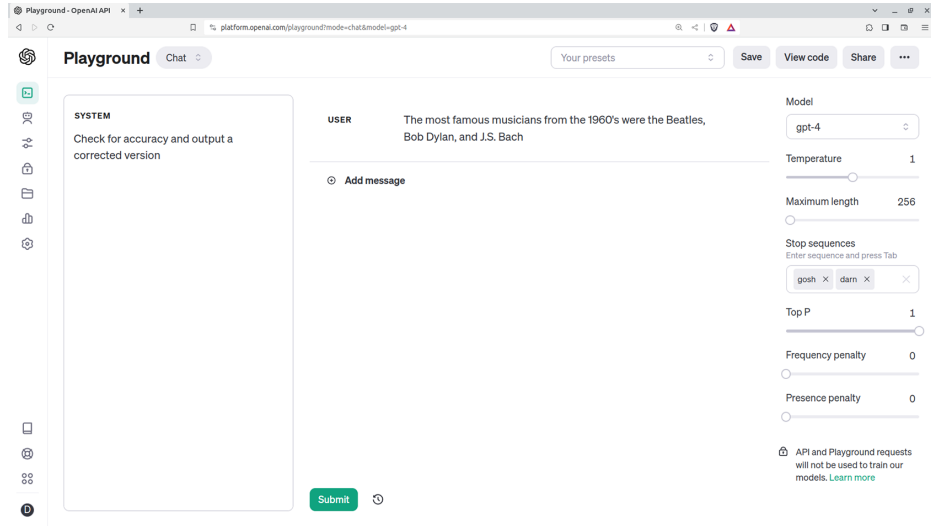 Playground - OpenAI API
platform.openai.com/playground?mode=chat&model=gpt-4
Playground
Chat
Your presets
Save
View code
Share
SYSTEM
Check for accuracy and output a
corrected version
USER
The most famous musicians from the 1960's were the Beatles,
Bob Dylan, and J.S. Bach
Add message
Submit
Model
gpt-4
Temperature 1
Maximum length 256
Stop sequences
Enter sequence and press Tab
gosh
darn
Top P 1
Frequency penalty 0
Presence penalty 0
API and Playground requests
will not be used to train our
models. Learn more
D